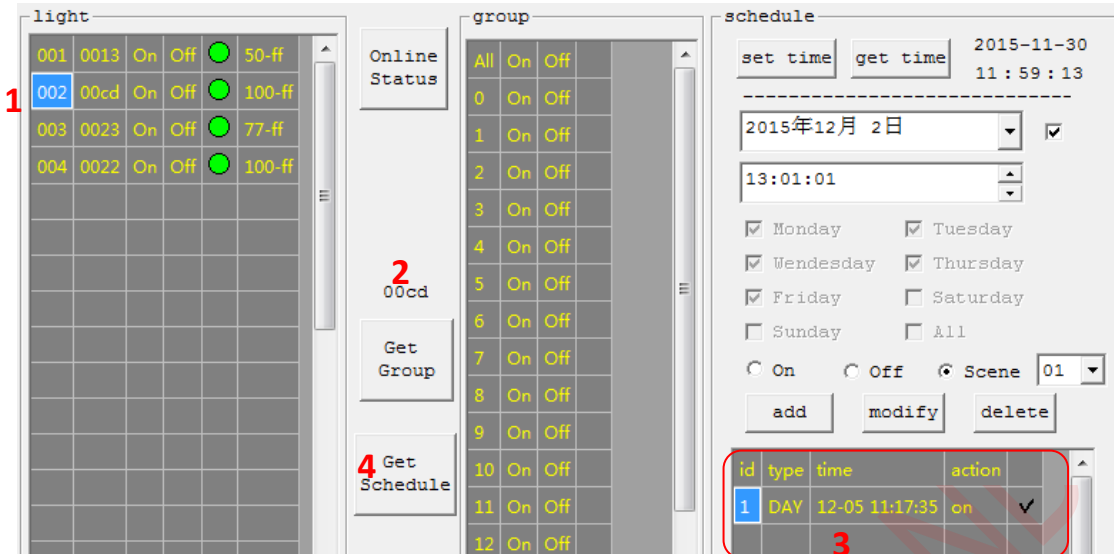 light
001 0013 On Off 50-ff
002 00cd On Off 100-ff
003 0023 On Off 77-ff
004 0022 On Off 100-ff
1
Online
Status
2
00cd
Get
Group
4
Get
Schedule
group
All On Off
0 On Off
1 On Off
2 On Off
3 On Off
4 On Off
5 On Off
6 On Off
7 On Off
8 On Off
9 On Off
10 On Off
11 On Off
12 On Off
schedule
set time get time 2015-11-30
11:59:13
2015年12月 2日
13:01:01
Monday Tuesday
Wendesday Thursday
Friday Saturday
Sunday All
On Off Scene 01
add modify delete
id type time action
1 DAY 12-05 11:17:35 on
3